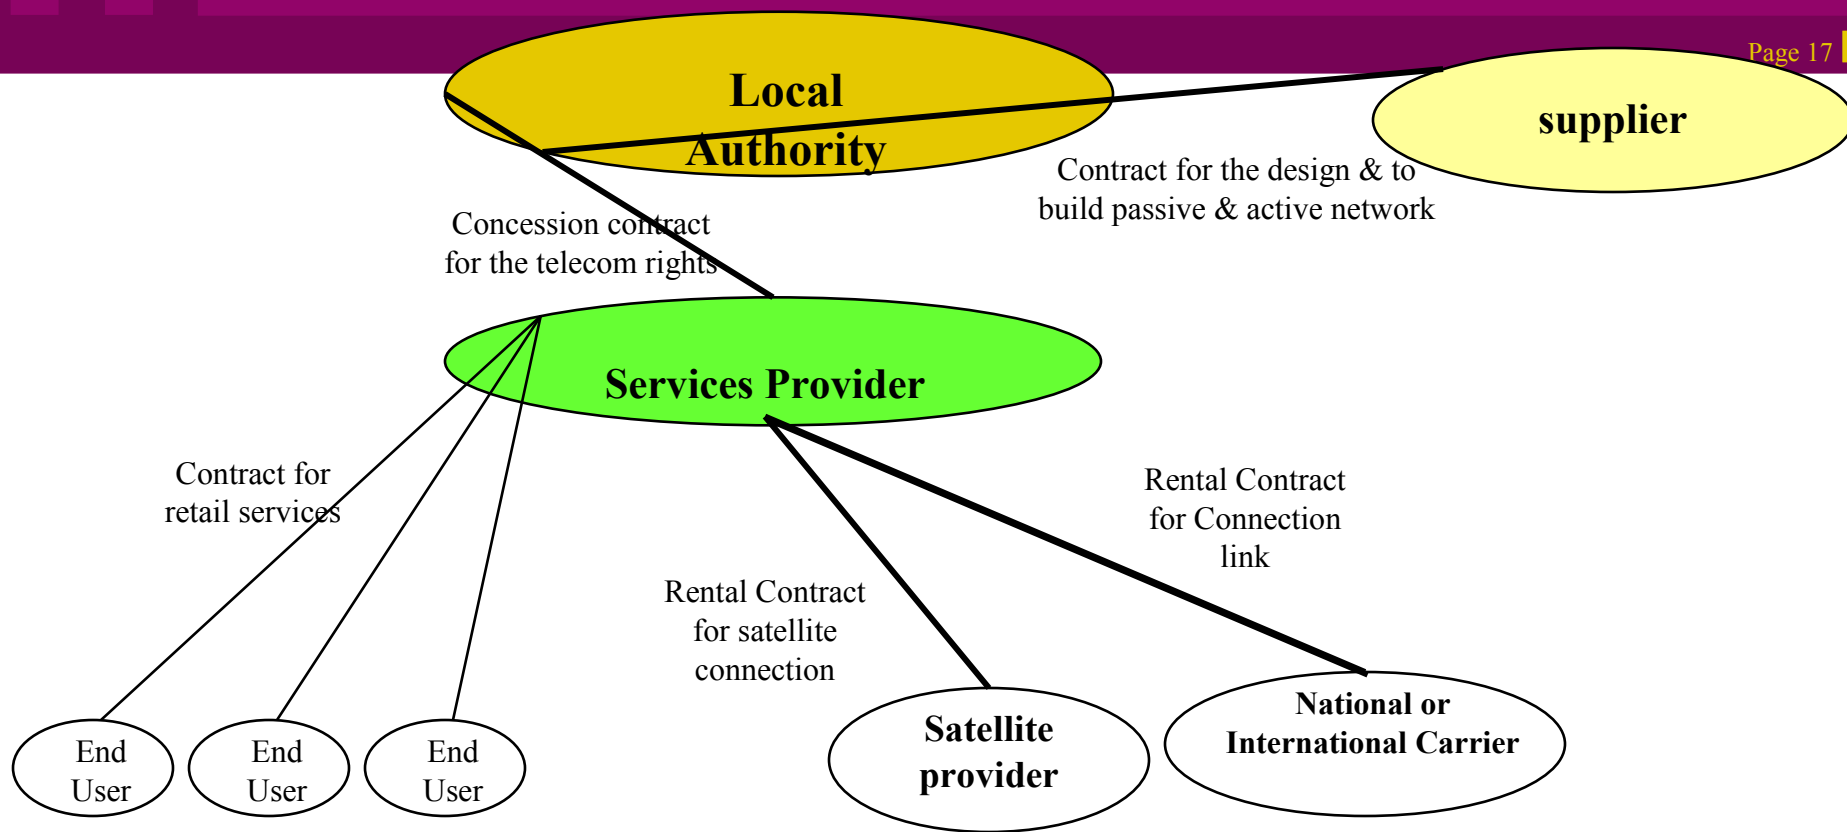 Page 17
Local
Authority
supplier
Contract for the design & to
build passive & active network
Concession contract
for the telecom rights
Services Provider
Contract for
retail services
Rental Contract
for Connection
link
Rental Contract
for satellite
connection
National or
International Carrier
Satellite
provider
End
User
End
User
End
User